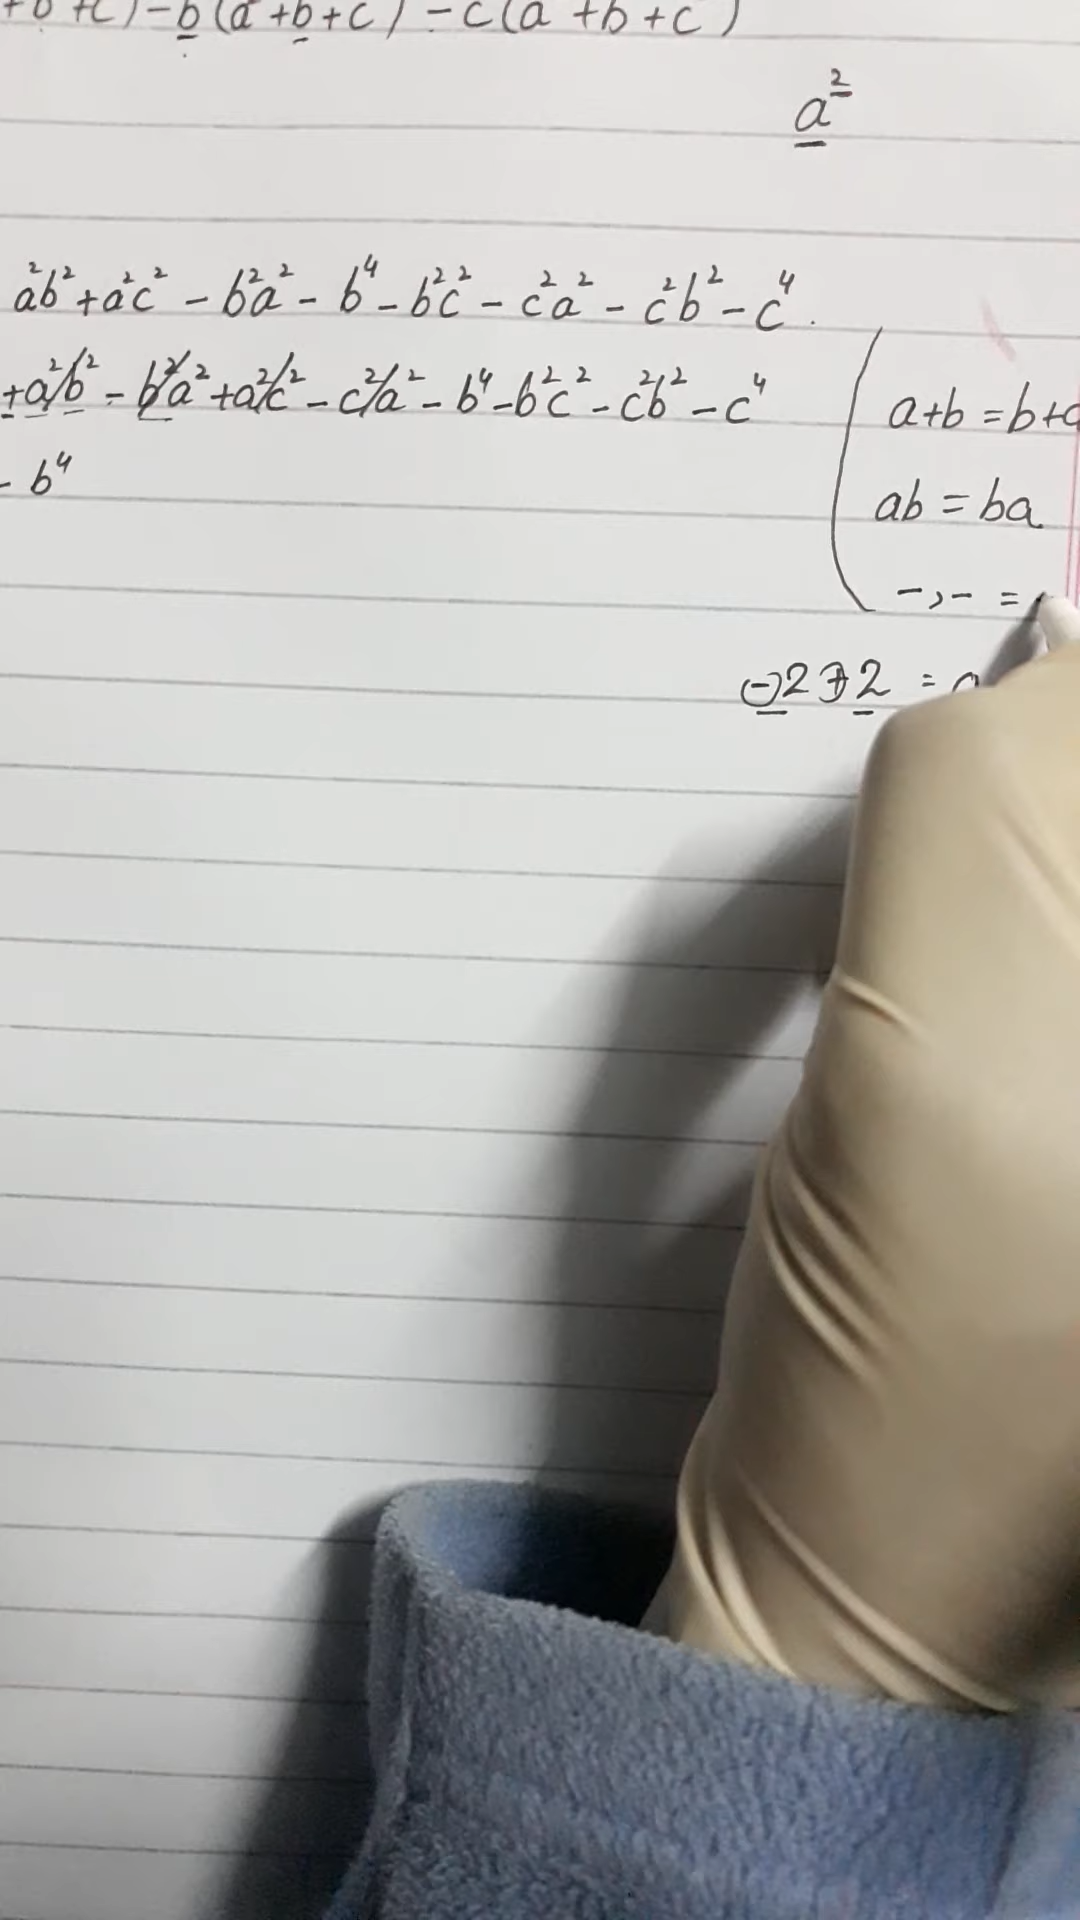 +b+c)-b(a+b+c)-c(a+b+c)
a²
a²b²+a²c²-b²a²-b⁴-b²c²-c²a²-c²b²-c⁴.
+a²b²-b²a²+a²c²-c²a²-b⁴-b²c²-c²b²-c⁴
-b⁴
a+b=b+a
ab=ba
-,-=
-2+2=0